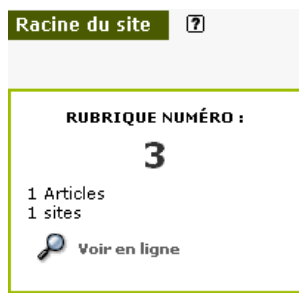 Racine du site ?
RUBRIQUE NUMÉRO :
3
1 Articles
1 sites
Voir en ligne